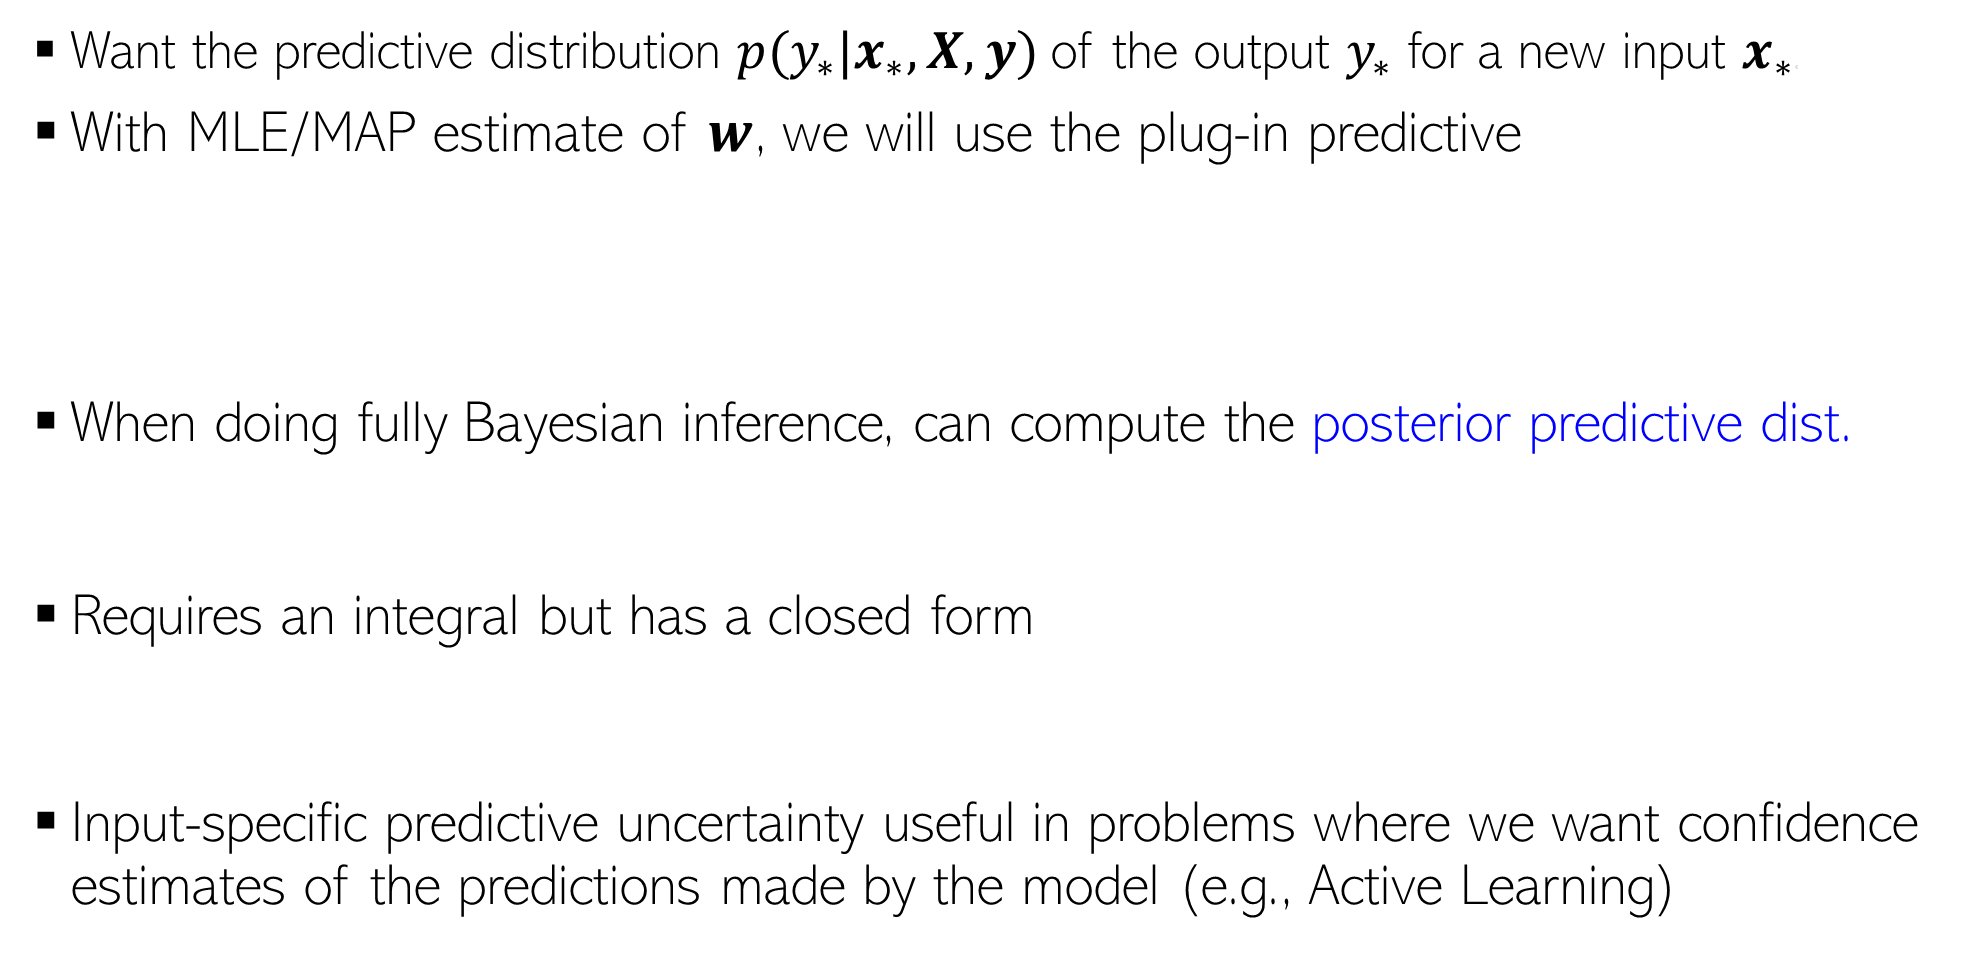 ▪ Want the predictive distribution p(y∗|x∗, X, y) of the output y∗ for a new input x∗
▪ With MLE/MAP estimate of w, we will use the plug-in predictive
▪ When doing fully Bayesian inference, can compute the posterior predictive dist.
▪ Requires an integral but has a closed form
▪ Input-specific predictive uncertainty useful in problems where we want confidence
estimates of the predictions made by the model (e.g., Active Learning)